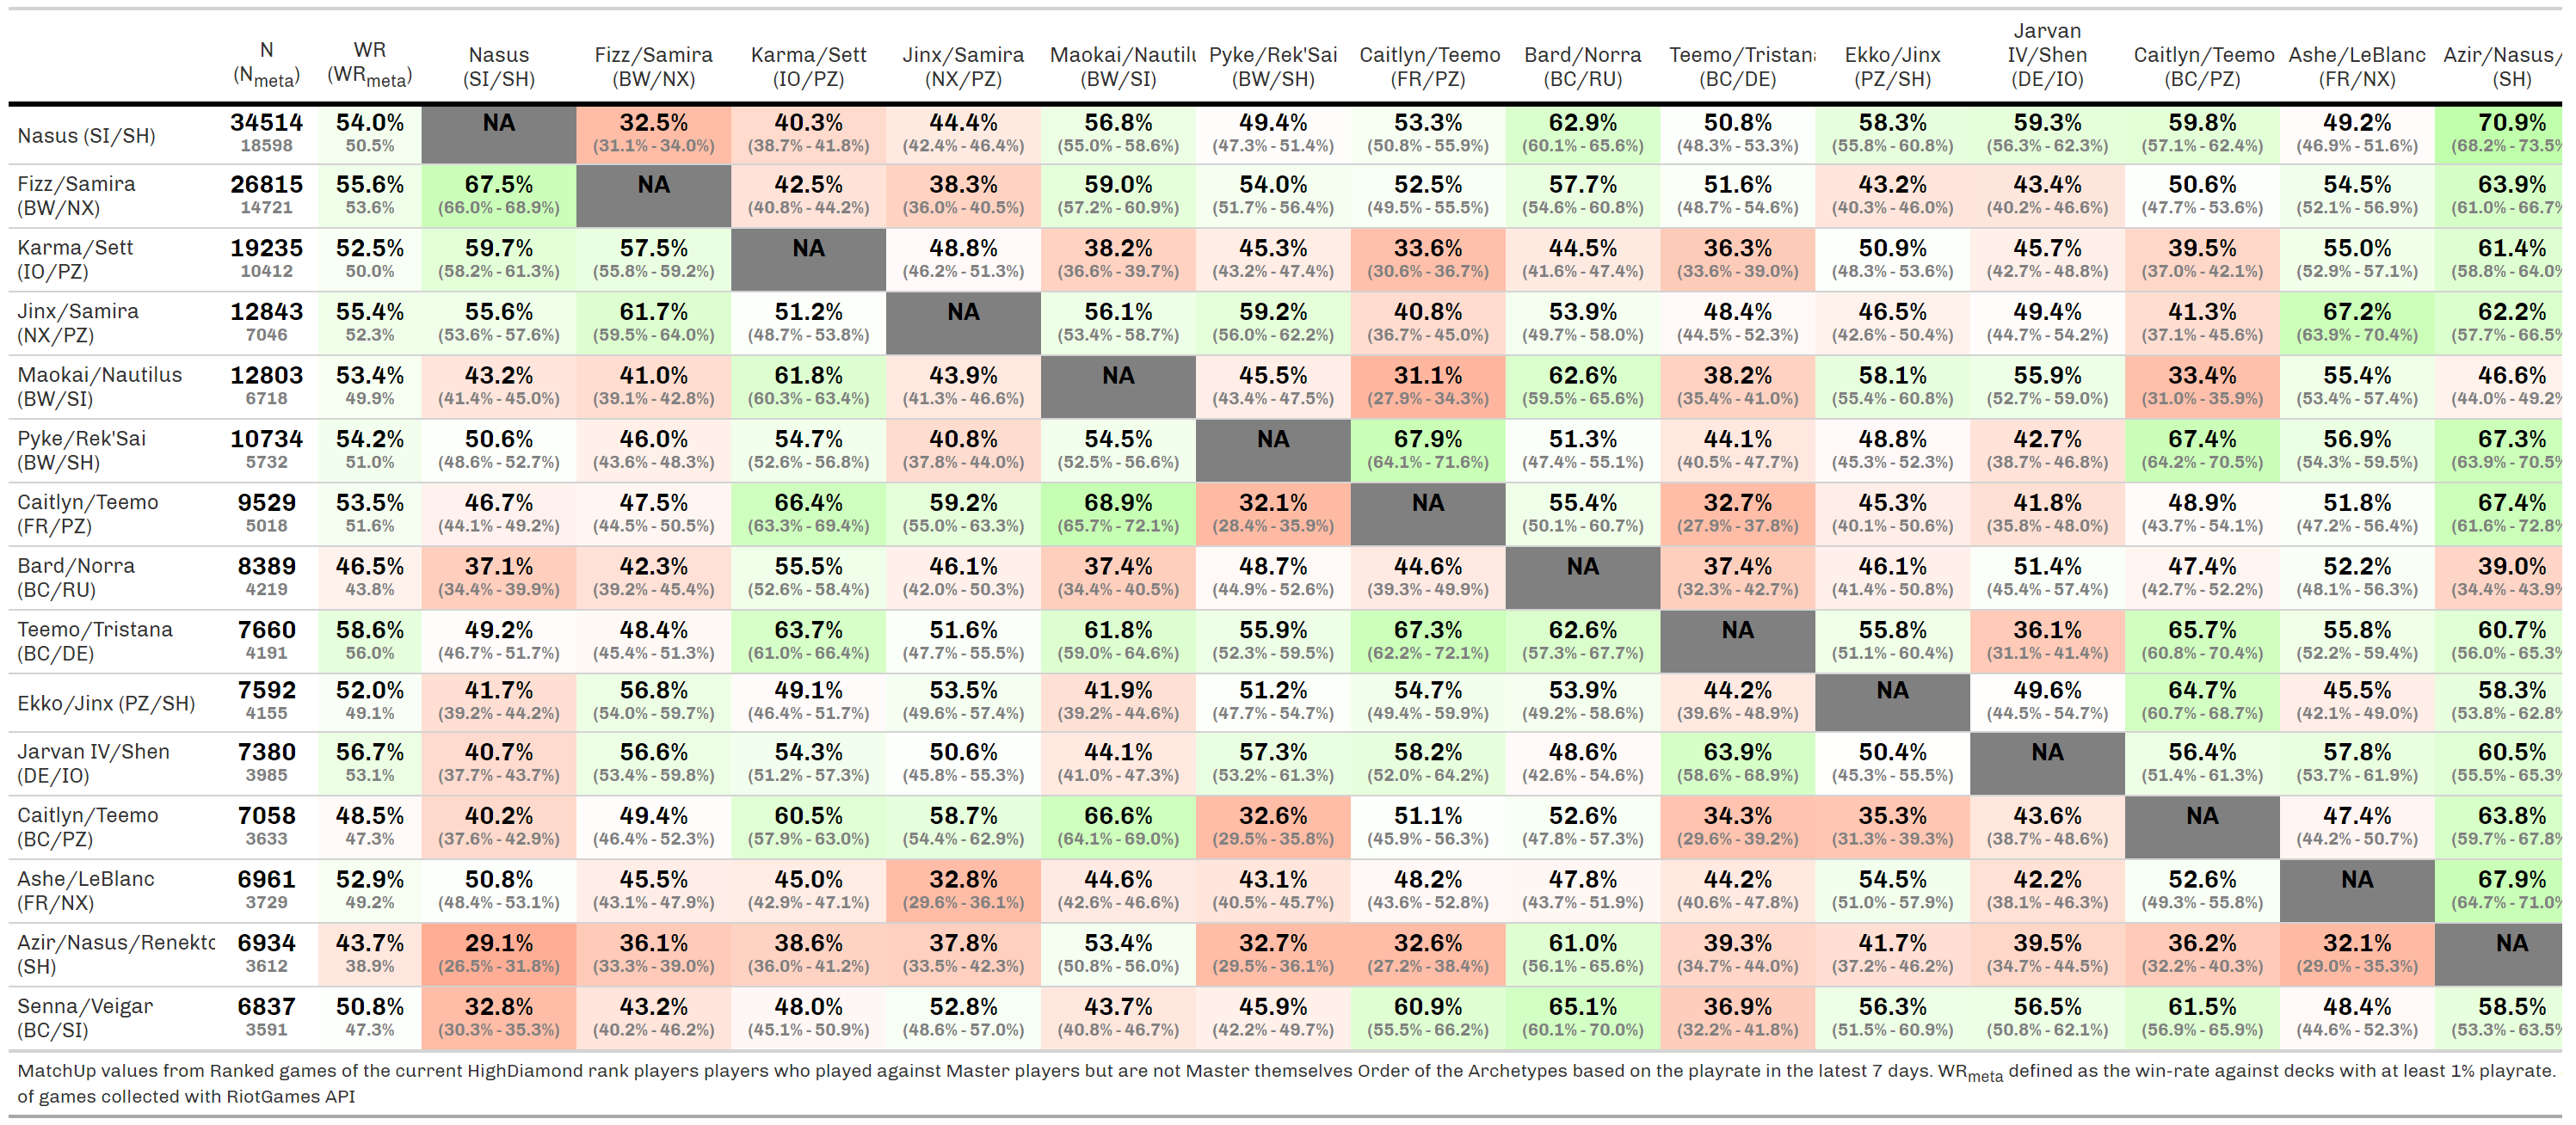 N (Nmeta) WR (WRmeta) Nasus (SI/SH) Fizz/Samira (BW/NX) Karma/Sett (IO/PZ) Jinx/Samira (NX/PZ) Maokai/Nautilu (BW/SI) Pyke/Rek'Sai (BW/SH) Caitlyn/Teemo (FR/PZ) Bard/Norra (BC/RU) Teemo/Tristana (BC/DE) Ekko/Jinx (PZ/SH) Jarvan IV/Shen (DE/IO) Caitlyn/Teemo (BC/PZ) Ashe/LeBlanc (FR/NX) Azir/Nasus/ (SH)
Nasus (SI/SH) 34514 54.0% NA 32.5% 40.3% 44.4% 56.8% 49.4% 53.3% 62.9% 50.8% 58.3% 59.3% 59.8% 49.2% 70.9%
18598 50.5% (31.1% - 34.0%) (38.7% - 41.8%) (42.4% - 46.4%) (55.0% - 58.6%) (47.3% - 51.4%) (50.8% - 55.9%) (60.1% - 65.6%) (48.3% - 53.3%) (55.8% - 60.8%) (56.3% - 62.3%) (57.1% - 62.4%) (46.9% - 51.6%) (68.2% - 73.5%
Fizz/Samira 26815 55.6% 67.5% NA 42.5% 38.3% 59.0% 54.0% 52.5% 57.7% 51.6% 43.2% 43.4% 50.6% 54.5% 63.9%
(BW/NX) 14721 53.6% (66.0% - 68.9%) (40.8% - 44.2%) (36.0% - 40.5%) (57.2% - 60.9%) (51.7% - 56.4%) (49.5% - 55.5%) (54.6% - 60.8%) (48.7% - 54.6%) (40.3% - 46.0%) (40.2% - 46.6%) (47.7% - 53.6%) (52.1% - 56.9%) (61.0% - 66.7%
Karma/Sett 19235 52.5% 59.7% 57.5% NA 48.8% 38.2% 45.3% 33.6% 44.5% 36.3% 50.9% 45.7% 39.5% 55.0% 61.4%
(IO/PZ) 10412 50.0% (58.2% - 61.3%) (55.8% - 59.2%) (46.2% - 51.3%) (36.6% - 39.7%) (43.2% - 47.4%) (30.6% - 36.7%) (41.6% - 47.4%) (33.6% - 39.0%) (48.3% - 53.6%) (42.7% - 48.8%) (37.0% - 42.1%) (52.9% - 57.1%) (58.8% - 64.0%
Jinx/Samira 12843 55.4% 55.6% 61.7% 51.2% NA 56.1% 59.2% 40.8% 53.9% 48.4% 46.5% 49.4% 41.3% 67.2% 62.2%
(NX/PZ) 7046 52.3% (53.6% - 57.6%) (59.5% - 64.0%) (48.7% - 53.8%) (53.4% - 58.7%) (56.0% - 62.2%) (36.7% - 45.0%) (49.7% - 58.0%) (44.5% - 52.3%) (42.6% - 50.4%) (44.7% - 54.2%) (37.1% - 45.6%) (63.9% - 70.4%) (57.7% - 66.5%
Maokai/Nautilus 12803 53.4% 43.2% 41.0% 61.8% 43.9% NA 45.5% 31.1% 62.6% 38.2% 58.1% 55.9% 33.4% 55.4% 46.6%
(BW/SI) 6718 49.9% (41.4% - 45.0%) (39.1% - 42.8%) (60.3% - 63.4%) (41.3% - 46.6%) (43.4% - 47.5%) (27.9% - 34.3%) (59.5% - 65.6%) (35.4% - 41.0%) (55.4% - 60.8%) (52.7% - 59.0%) (31.0% - 35.9%) (53.4% - 57.4%) (44.0% - 49.2%
Pyke/Rek'Sai 10734 54.2% 50.6% 46.0% 54.7% 40.8% 54.5% NA 67.9% 51.3% 44.1% 48.8% 42.7% 67.4% 56.9% 67.3%
(BW/SH) 5732 51.0% (48.6% - 52.7%) (43.6% - 48.3%) (52.6% - 56.8%) (37.8% - 44.0%) (52.5% - 56.6%) (64.1% - 71.6%) (47.4% - 55.1%) (40.5% - 47.7%) (45.3% - 52.3%) (38.7% - 46.8%) (64.2% - 70.5%) (54.3% - 59.5%) (63.9% - 70.5%
Caitlyn/Teemo 9529 53.5% 46.7% 47.5% 66.4% 59.2% 68.9% 32.1% NA 55.4% 32.7% 45.3% 41.8% 48.9% 51.8% 67.4%
(FR/PZ) 5018 51.6% (44.1% - 49.2%) (44.5% - 50.5%) (63.3% - 69.4%) (55.0% - 63.3%) (65.7% - 72.1%) (28.4% - 35.9%) (50.1% - 60.7%) (27.9% - 37.8%) (40.1% - 50.6%) (35.8% - 48.0%) (43.7% - 54.1%) (47.2% - 56.4%) (61.6% - 72.8%
Bard/Norra 8389 46.5% 37.1% 42.3% 55.5% 46.1% 37.4% 48.7% 44.6% NA 37.4% 46.1% 51.4% 47.4% 52.2% 39.0%
(BC/RU) 4219 43.8% (34.4% - 39.9%) (39.2% - 45.4%) (52.6% - 58.4%) (42.0% - 50.3%) (34.4% - 40.5%) (44.9% - 52.6%) (39.3% - 49.9%) (32.3% - 42.7%) (41.4% - 50.8%) (45.4% - 57.4%) (42.7% - 52.2%) (48.1% - 56.3%) (34.4% - 43.9%
Teemo/Tristana 7660 58.6% 49.2% 48.4% 63.7% 51.6% 61.8% 55.9% 67.3% 62.6% NA 55.8% 36.1% 65.7% 55.8% 60.7%
(BC/DE) 4191 56.0% (46.7% - 51.7%) (45.4% - 51.3%) (61.0% - 66.4%) (47.7% - 55.5%) (59.0% - 64.6%) (52.3% - 59.5%) (62.2% - 72.1%) (57.3% - 67.7%) (51.1% - 60.4%) (31.1% - 41.4%) (60.8% - 70.4%) (52.2% - 59.4%) (56.0% - 65.3%
Ekko/Jinx (PZ/SH) 7592 52.0% 41.7% 56.8% 49.1% 53.5% 41.9% 51.2% 54.7% 53.9% 44.2% NA 49.6% 64.7% 45.5% 58.3%
4155 49.1% (39.2% - 44.2%) (54.0% - 59.7%) (46.4% - 51.7%) (49.6% - 57.4%) (39.2% - 44.6%) (47.7% - 54.7%) (49.4% - 59.9%) (49.2% - 58.6%) (39.6% - 48.9%) (44.5% - 54.7%) (60.7% - 68.7%) (42.1% - 49.0%) (53.8% - 62.8%
Jarvan IV/Shen 7380 56.7% 40.7% 56.6% 54.3% 50.6% 44.1% 57.3% 58.2% 48.6% 63.9% 50.4% NA 56.4% 57.8% 60.5%
(DE/IO) 3985 53.1% (37.7% - 43.7%) (53.4% - 59.8%) (51.2% - 57.3%) (45.8% - 55.3%) (41.0% - 47.3%) (53.2% - 61.3%) (52.0% - 64.2%) (42.6% - 54.6%) (58.6% - 68.9%) (45.3% - 55.5%) (51.4% - 61.3%) (53.7% - 61.9%) (55.5% - 65.3%
Caitlyn/Teemo 7058 48.5% 40.2% 49.4% 60.5% 58.7% 66.6% 32.6% 51.1% 52.6% 34.3% 35.3% 43.6% NA 47.4% 63.8%
(BC/PZ) 3633 47.3% (37.6% - 42.9%) (46.4% - 52.3%) (57.9% - 63.0%) (54.4% - 62.9%) (64.1% - 69.0%) (29.5% - 35.8%) (45.9% - 56.3%) (47.8% - 57.3%) (29.6% - 39.2%) (31.3% - 39.3%) (38.7% - 48.6%) (44.2% - 50.7%) (59.7% - 67.8%
Ashe/LeBlanc 6961 52.9% 50.8% 45.5% 45.0% 32.8% 44.6% 43.1% 48.2% 47.8% 44.2% 54.5% 42.2% 52.6% NA 67.9%
(FR/NX) 3729 49.2% (48.4% - 53.1%) (43.1% - 47.9%) (42.9% - 47.1%) (29.6% - 36.1%) (42.6% - 46.6%) (40.5% - 45.7%) (43.6% - 52.8%) (43.7% - 51.9%) (40.6% - 47.8%) (51.0% - 57.9%) (38.1% - 46.3%) (49.3% - 55.8%) (64.7% - 71.0%
Azir/Nasus/Renekto 6934 43.7% 29.1% 36.1% 38.6% 37.8% 53.4% 32.7% 32.6% 61.0% 39.3% 41.7% 39.5% 36.2% 32.1% NA
(SH) 3612 38.9% (26.5% - 31.8%) (33.3% - 39.0%) (36.0% - 41.2%) (33.5% - 42.3%) (50.8% - 56.0%) (29.5% - 36.1%) (27.2% - 38.4%) (56.1% - 65.6%) (34.7% - 44.0%) (37.2% - 46.2%) (34.7% - 44.5%) (32.2% - 40.3%) (29.0% - 35.3%)
Senna/Veigar 6837 50.8% 32.8% 43.2% 48.0% 52.8% 43.7% 45.9% 60.9% 65.1% 36.9% 56.3% 56.5% 61.5% 48.4% 58.5%
(BC/SI) 3591 47.3% (30.3% - 35.3%) (40.2% - 46.2%) (45.1% - 50.9%) (48.6% - 57.0%) (40.8% - 46.7%) (42.2% - 49.7%) (55.5% - 66.2%) (60.1% - 70.0%) (32.2% - 41.8%) (51.5% - 60.9%) (50.8% - 62.1%) (56.9% - 65.9%) (44.6% - 52.3%) (53.3% - 63.5%
MatchUp values from Ranked games of the current HighDiamond rank players players who played against Master players but are not Master themselves Order of the Archetypes based on the playrate in the latest 7 days. WRmeta defined as the win-rate against decks with at least 1% playrate.
of games collected with RiotGames API